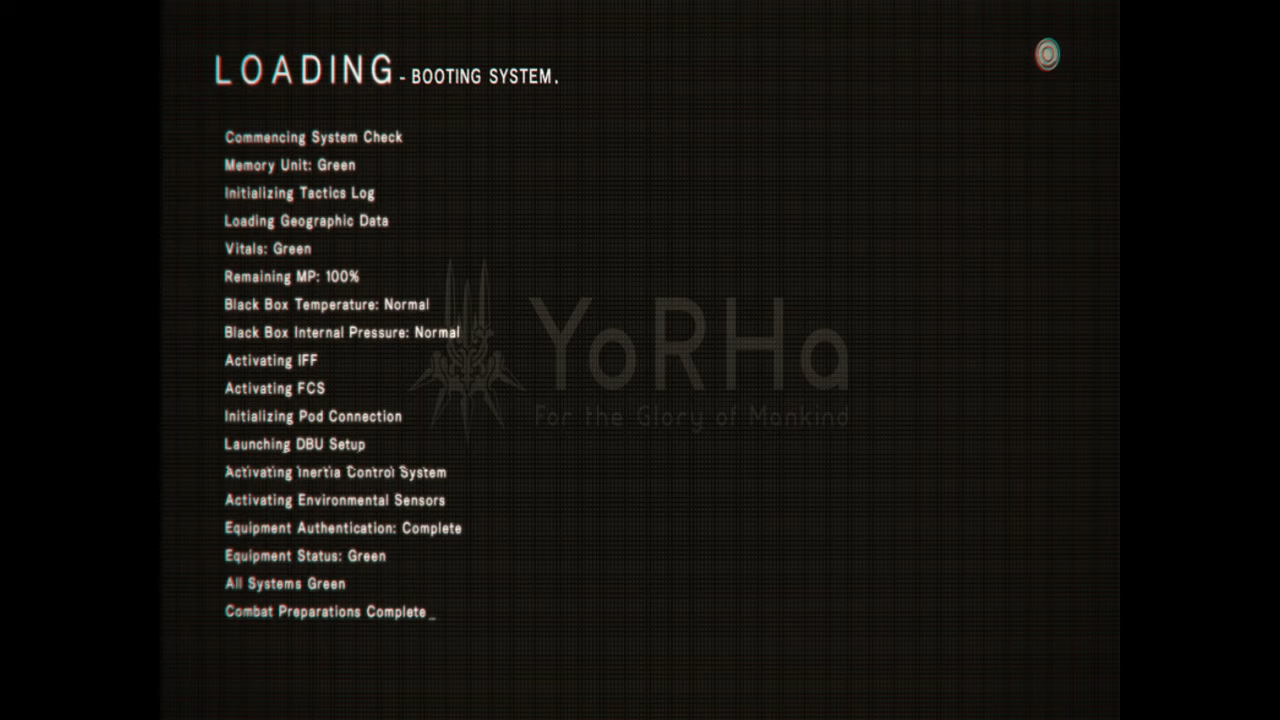 LOADING - BOOTING SYSTEM.
Commencing System Check
Memory Unit: Green
Initializing Tactics Log
Loading Geographic Data
Vitals: Green
Remaining MP: 100%
Black Box Temperature: Normal
Black Box Internal Pressure: Normal
Activating IFF
Activating FCS
Initializing Pod Connection
Launching DBU Setup
Activating Inertia Control System
Activating Environmental Sensors
Equipment Authentication: Complete
Equipment Status: Green
All Systems Green
Combat Preparations Complete_
YoRHa
For the Glory of Mankind